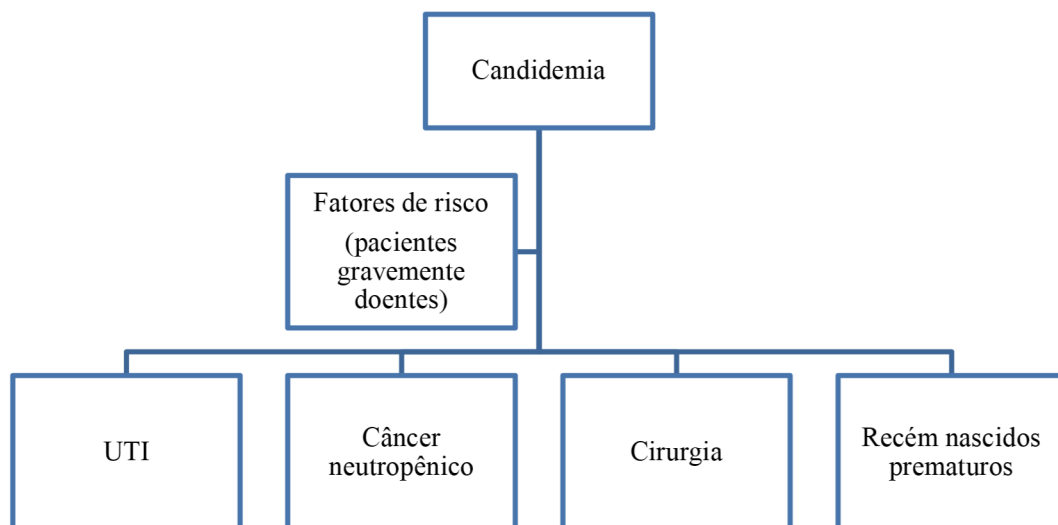 Candidemia
Fatores de risco
(pacientes
gravemente
doentes)
UTI
Câncer
neutropênico
Cirurgia
Recém nascidos
prematuros